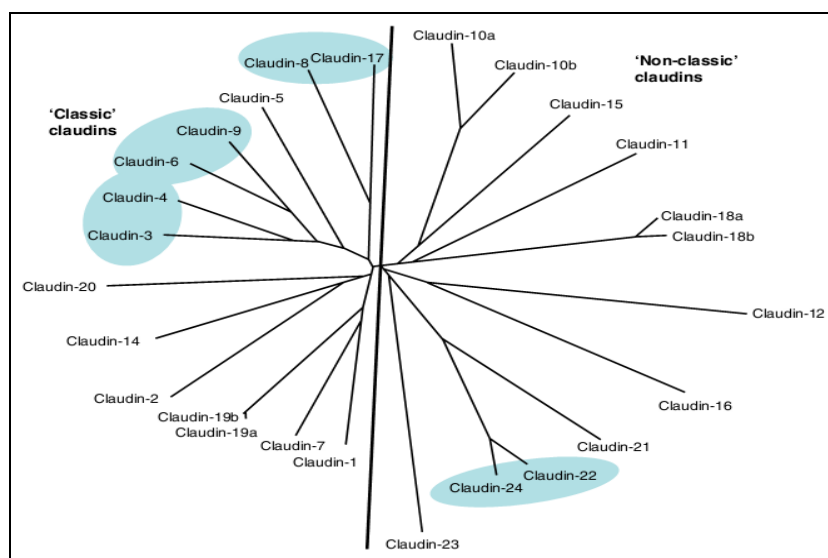 Claudin-10a
Claudin-8
Claudin-17
'Non-classic'
claudins
Claudin-10b
Claudin-5
Claudin-15
'Classic'
claudins
Claudin-9
Claudin-11
Claudin-6
Claudin-4
Claudin-18a
Claudin-3
Claudin-18b
Claudin-20
Claudin-12
Claudin-14
Claudin-2
Claudin-16
Claudin-19b
Claudin-19a
Claudin-7
Claudin-21
Claudin-1
Claudin-22
Claudin-24
Claudin-23